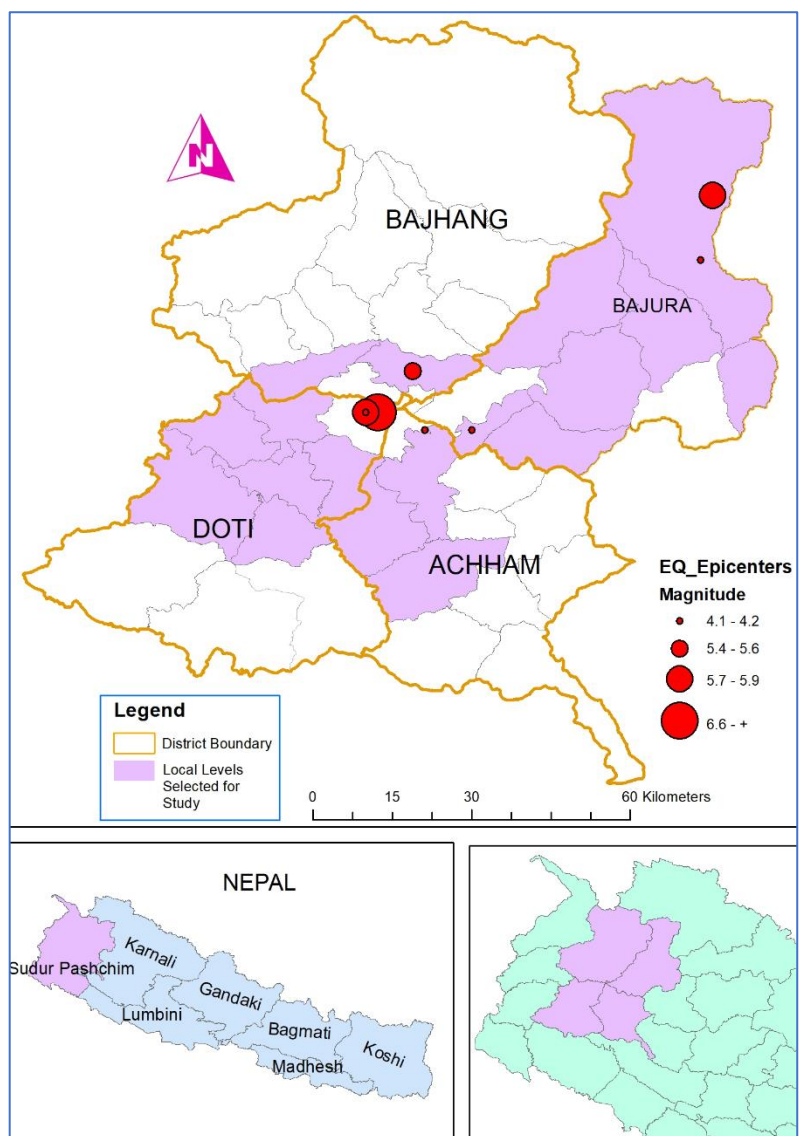 N
BAJHANG
BAJURA
DOTI
ACHHAM
EQ_Epicenters
Magnitude
4.1 - 4.2
5.4 - 5.6
5.7 - 5.9
6.6 - +
Legend
District Boundary
Local Levels
Selected for
Study
0 15 30 60 Kilometers
NEPAL
Sudur Pashchim
Karnali
Lumbini
Gandaki
Bagmati
Madhesh
Koshi